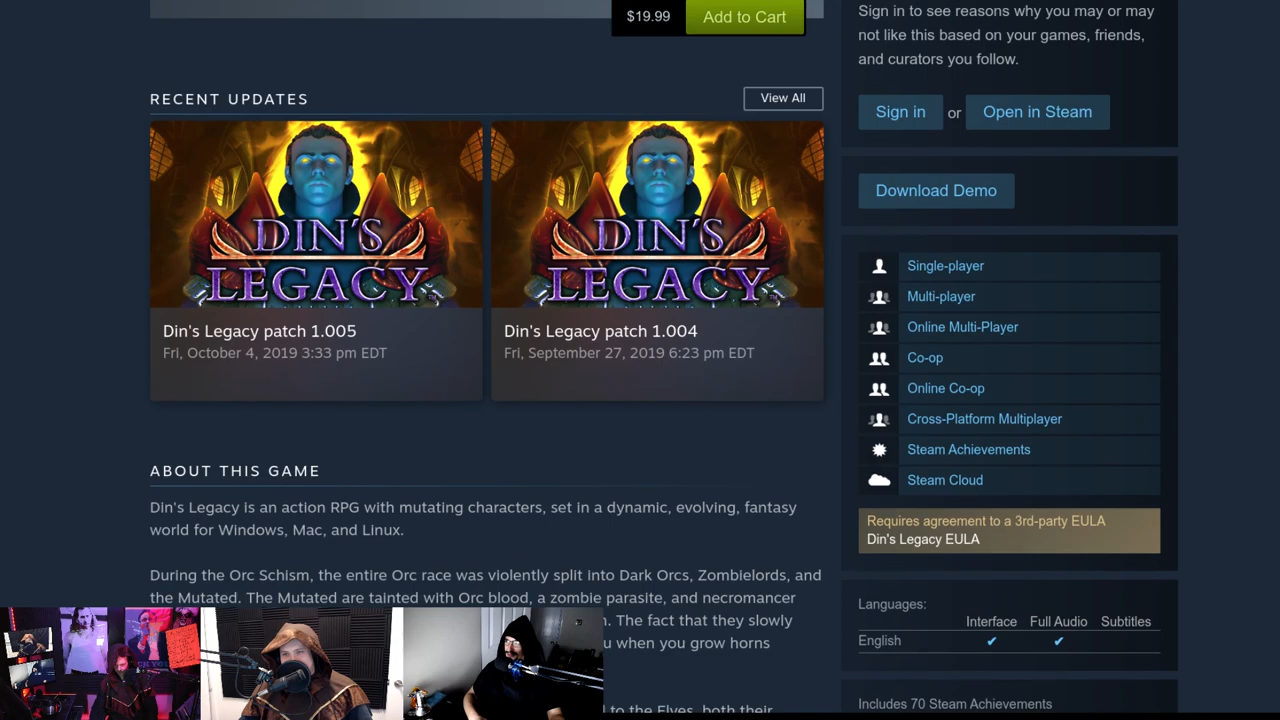 $19.99
Add to Cart
Sign in to see reasons why you may or may
not like this based on your games, friends,
and curators you follow.
Sign in or Open in Steam
Download Demo
RECENT UPDATES
View All
DIN'S
LEGACY™
Din's Legacy patch 1.005
Fri, October 4, 2019 3:33 pm EDT
DIN'S
LEGACY™
Din's Legacy patch 1.004
Fri, September 27, 2019 6:23 pm EDT
Single-player
Multi-player
Online Multi-Player
Co-op
Online Co-op
Cross-Platform Multiplayer
Steam Achievements
Steam Cloud
Requires agreement to a 3rd-party EULA
Din's Legacy EULA
Languages:
Interface Full Audio Subtitles
English ✔ ✔
Includes 70 Steam Achievements
ABOUT THIS GAME
Din's Legacy is an action RPG with mutating characters, set in a dynamic, evolving, fantasy
world for Windows, Mac, and Linux.
During the Orc Schism, the entire Orc race was violently split into Dark Orcs, Zombielords, and
the Mutated. The Mutated are tainted with Orc blood, a zombie parasite, and necromancer
. The fact that they slowly
u when you grow horns
to the Elves, both their